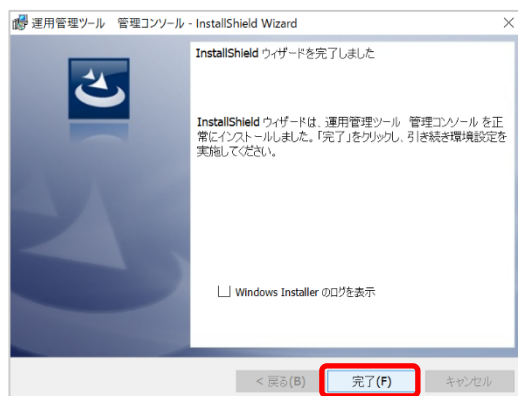 運用管理ツール　管理コンソール - InstallShield Wizard
InstallShield ウィザードを完了しました
InstallShield ウィザードは、運用管理ツール　管理コンソール を正
常にインストールしました。「完了」をクリックし、引き続き環境設定を
実施してください。
Windows Installer のログを表示
< 戻る(B)
完了(F)
キャンセル